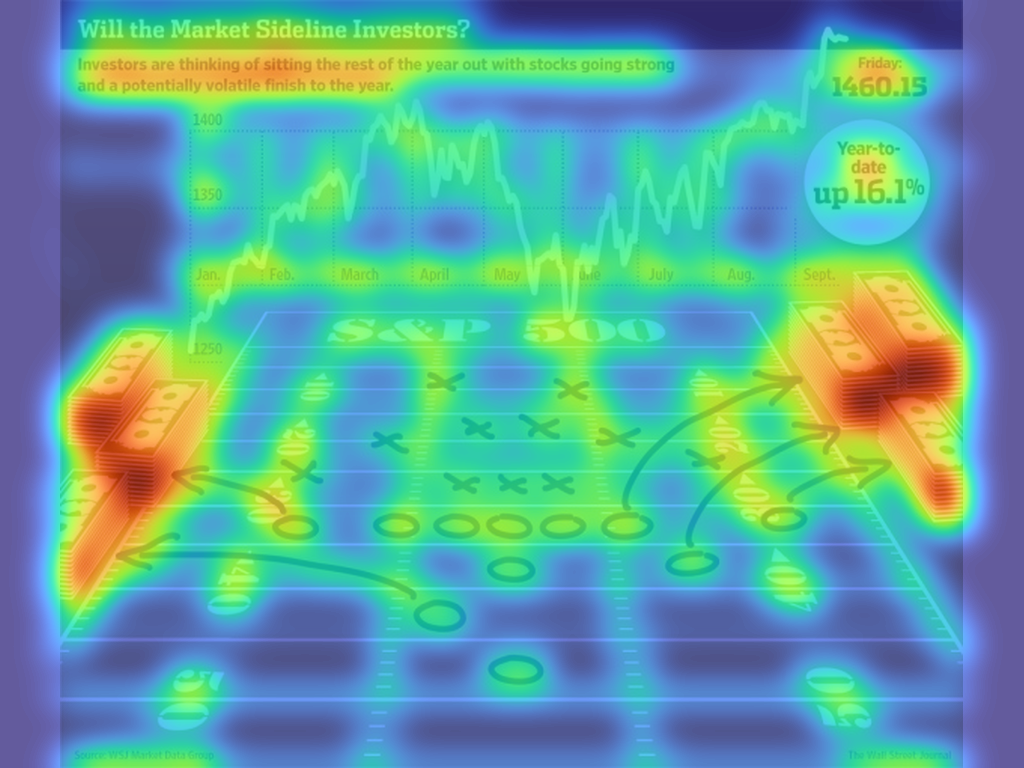 Will the Market Sideline Investors?
Investors are thinking of sitting the rest of the year out with stocks going strong
and a potentially volatile finish to the year.
Friday:
1460.15
Year-to-
date
up 16.1%
1400
1350
Jan. Feb. March April May June July Aug. Sept.
1250
S&P 500
Source: WSJ Market Data Group
The Wall Street Journal